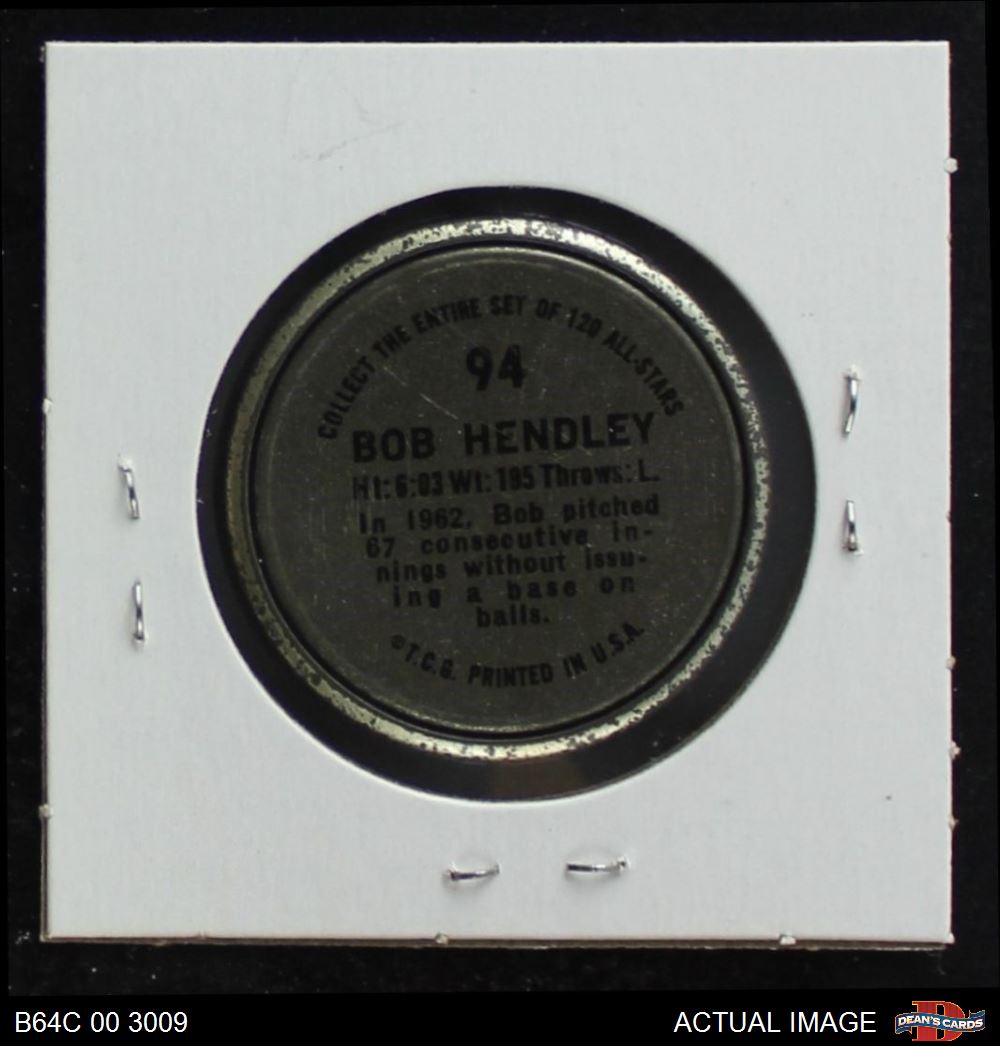 COLLECT THE ENTIRE SET OF 120 ALL-STARS
94
BOB HENDLEY
Ht: 6:03 Wt: 195 Throws: L.
In 1962, Bob pitched
67 consecutive in-
nings without issu-
ing a base on
balls.
©T.C.G. PRINTED IN U.S.A.
B64C 00 3009
ACTUAL IMAGE
DEAN'S CARDS